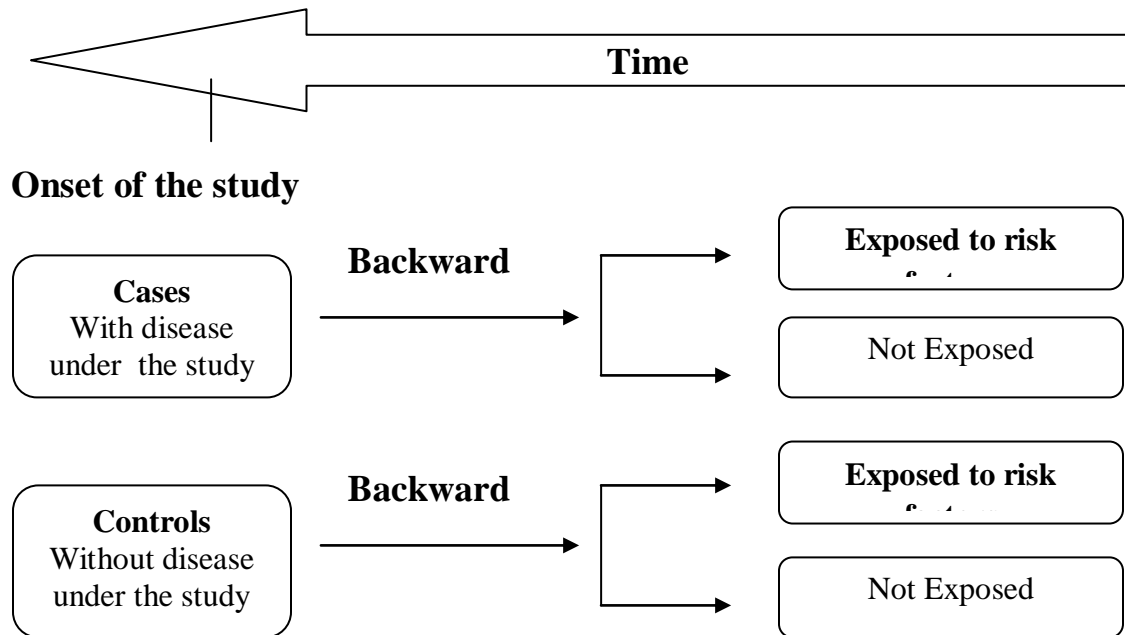 Time
Onset of the study
Backward
Exposed to risk
Cases
With disease
under the study
Not Exposed
Backward
Exposed to risk
Controls
Without disease
under the study
Not Exposed